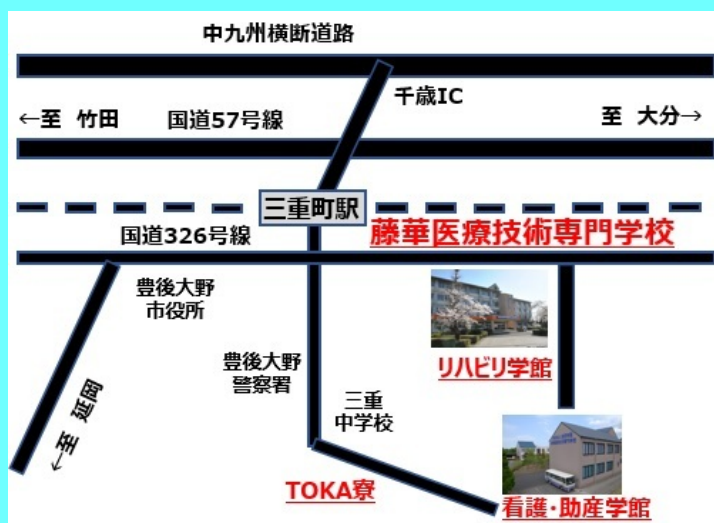 中九州横断道路
千歳IC
←至 竹田
国道57号線
至 大分→
三重町駅
国道326号線
藤華医療技術専門学校
豊後大野
市役所
リハビリ学館
豊後大野
警察署
三重
中学校
←至 延岡
TOKA寮
看護・助産学館